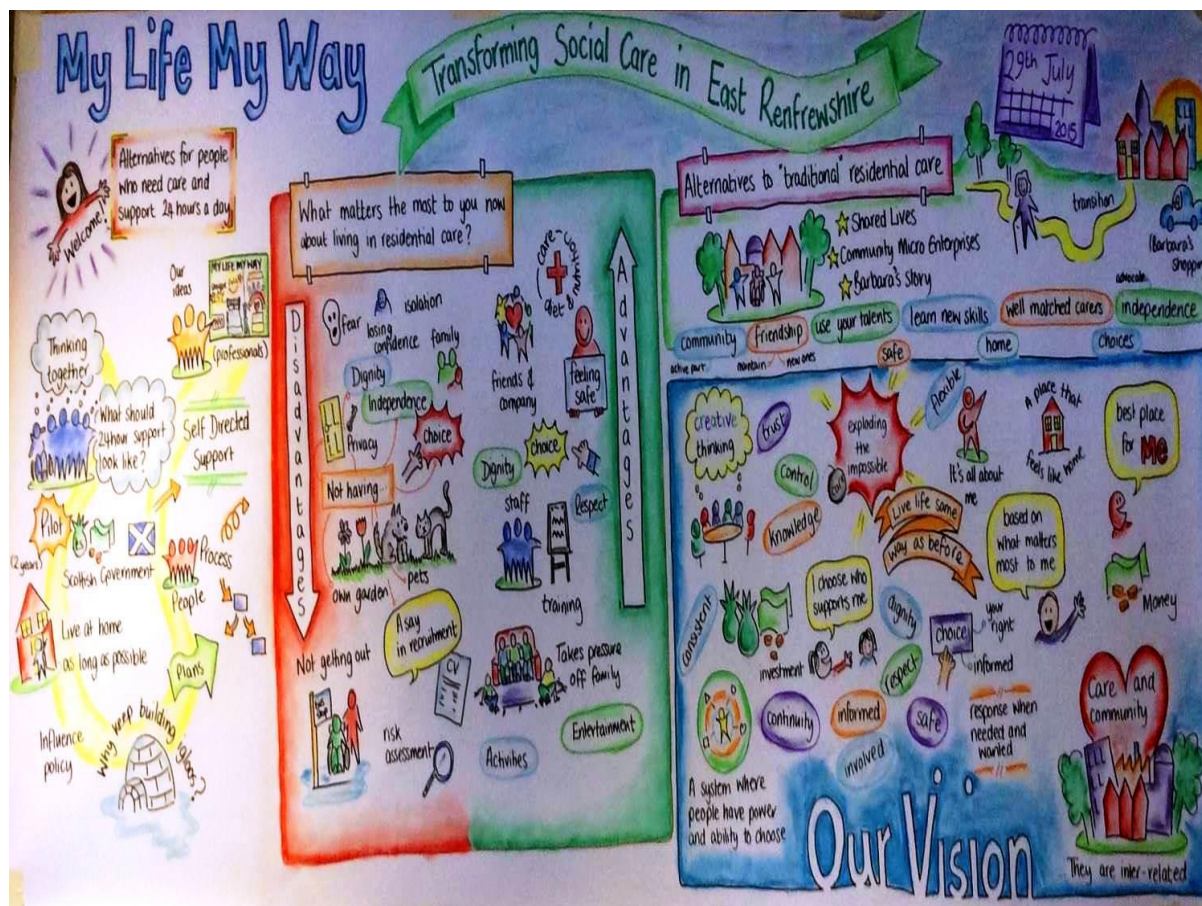 My Life My Way
Transforming Social Care in
East Renfrewshire
29th July
2015
Welcome!
Alternatives for people
who need care and
support 24 hours a day
Our
ideas
MY LIFE MY WAY
(professionals)
Thinking
together
What should
24hour support
look like?
Self Directed
Support
Pilot
(2 years)
Scottish Government
Process
People
Live at home
as long as possible
Plans
Influence
policy
Why keep building igloos?
What matters the most to you now
about living in residential care?
Disadvantages
fear
isolation
losing
confidence
family
Dignity
Independence
Privacy
choice
Not having...
own garden
pets
A say
in recruitment
CV
Not getting out
risk
assessment
Advantages
care
get
friends &
company
feeling
safe
Dignity
choice
Respect
staff
training
Takes pressure
off family
Entertainment
Activities
Alternatives to "traditional" residential care
Shared Lives
Community Micro Enterprises
Barbara's Story
transition
(Barbara's
advocate
community
friendship
use your talents
learn new skills
well matched carers
independence
active part
maintain
new ones
safe
home
choices
creative
thinking
trust
control
knowledge
exploding
the
impossible
flexible
It's all about
me
A place that
feels like home
best place
for Me
Live life same
way as before
based on
what matters
most to me
Money
consistent
investment
I choose who
supports me
dignity
respect
choice
your
right
informed
continuity
informed
safe
involved
response when
needed and
wanted
A system where
people have power
and ability to choose
Our Vision
Care and
community
They are inter-related